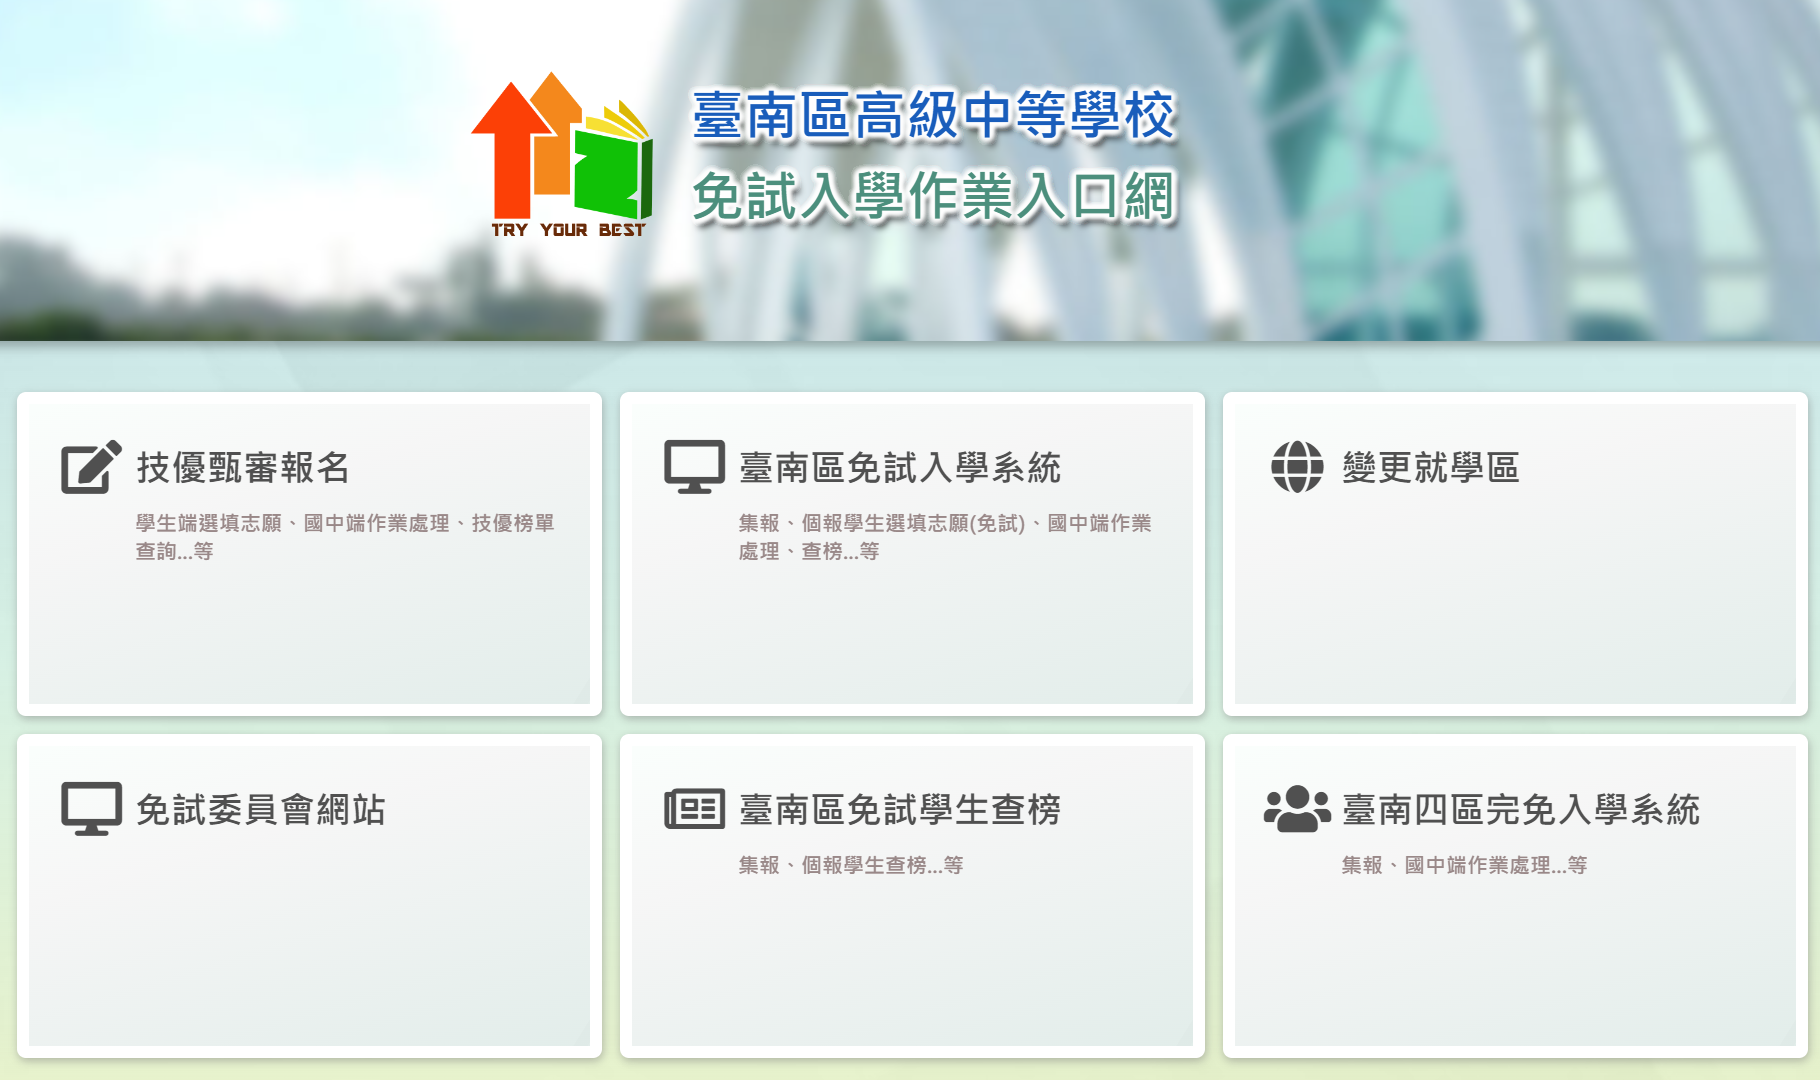 臺南區高級中等學校
免試入學作業入口網
TRY YOUR BEST
技優甄審報名
學生端選填志願、國中端作業處理、技優榜單
查詢...等
臺南區免試入學系統
集報、個報學生選填志願(免試)、國中端作業
處理、查榜...等
變更就學區
免試委員會網站
臺南區免試學生查榜
集報、個報學生查榜...等
臺南四區完免入學系統
集報、國中端作業處理...等